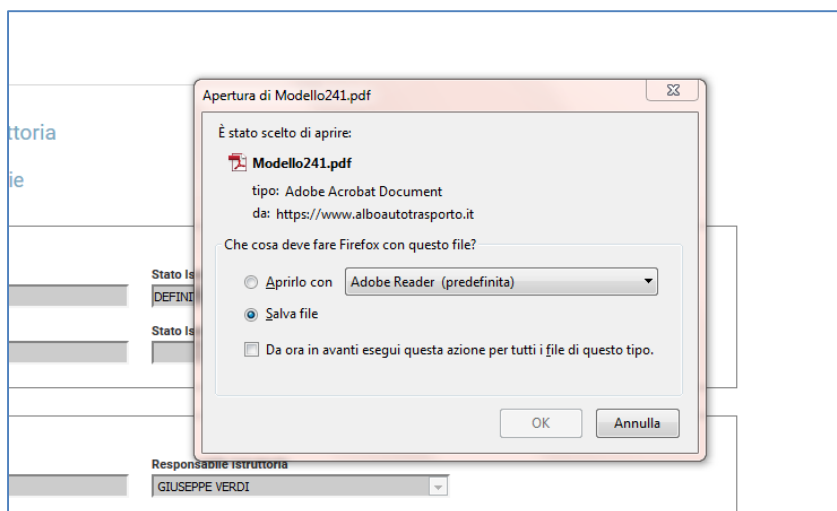 Apertura di Modello241.pdf
È stato scelto di aprire:
Modello241.pdf
tipo: Adobe Acrobat Document
da: https://www.alboautotrasporto.it
Che cosa deve fare Firefox con questo file?
Aprirlo con Adobe Reader (predefinita)
Salva file
Da ora in avanti esegui questa azione per tutti i file di questo tipo.
OK Annulla
ttoria
ie
Stato Is
DEFINI
Stato Is
Responsabile Istruttoria
GIUSEPPE VERDI